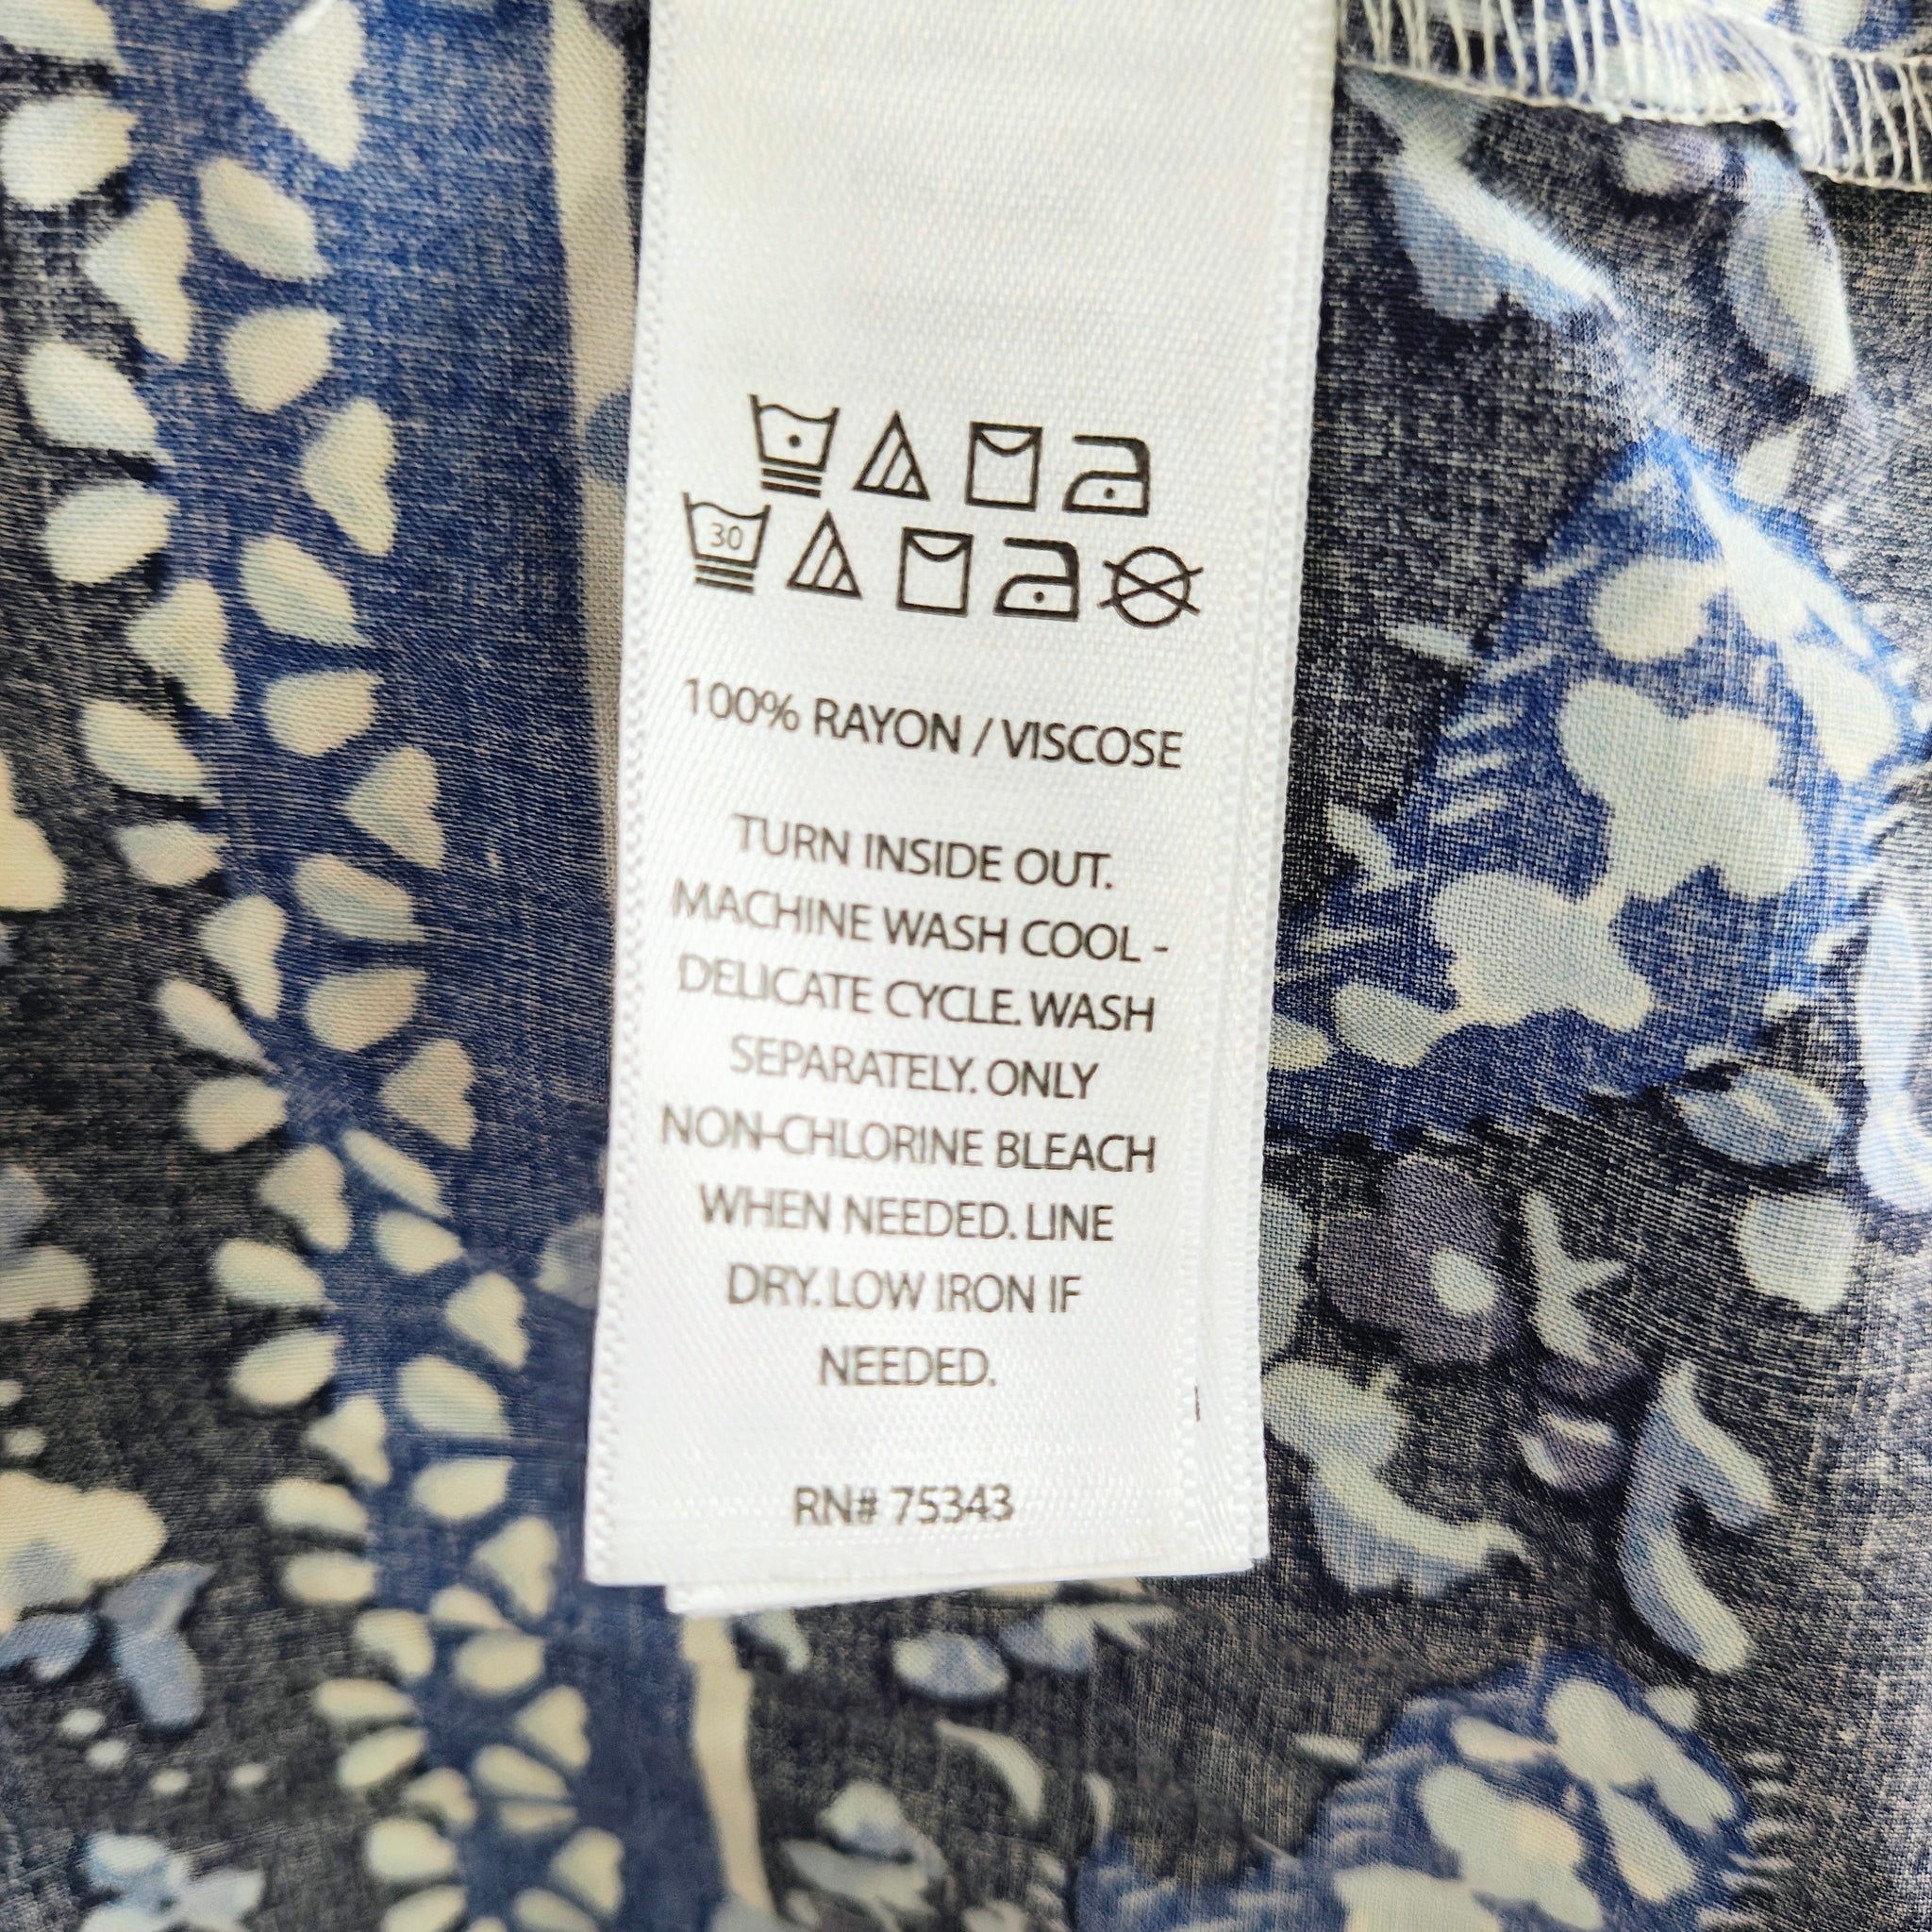 30
100% RAYON / VISCOSE
TURN INSIDE OUT.
MACHINE WASH COOL -
DELICATE CYCLE. WASH
SEPARATELY. ONLY
NON-CHLORINE BLEACH
WHEN NEEDED. LINE
DRY. LOW IRON IF
NEEDED.
RN# 75343